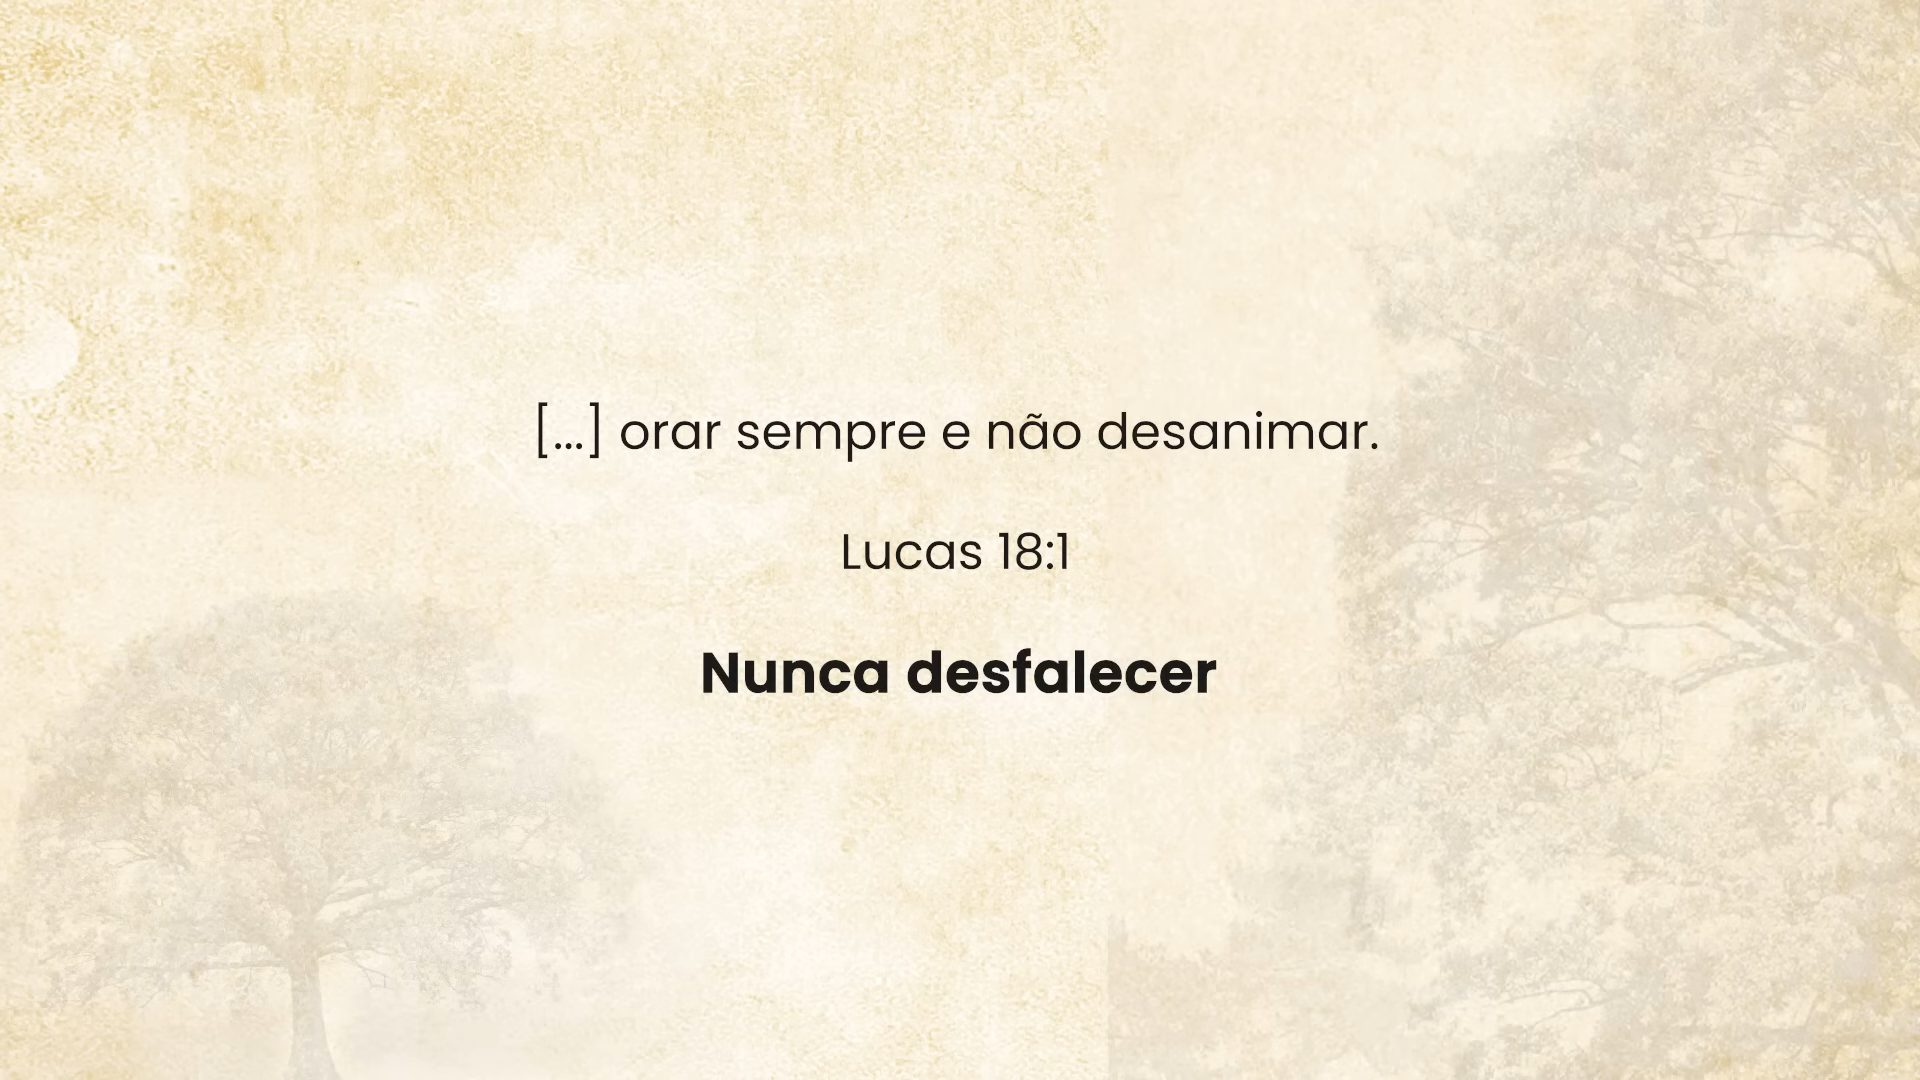 [...] orar sempre e não desanimar.
Lucas 18:1
Nunca desfalecer